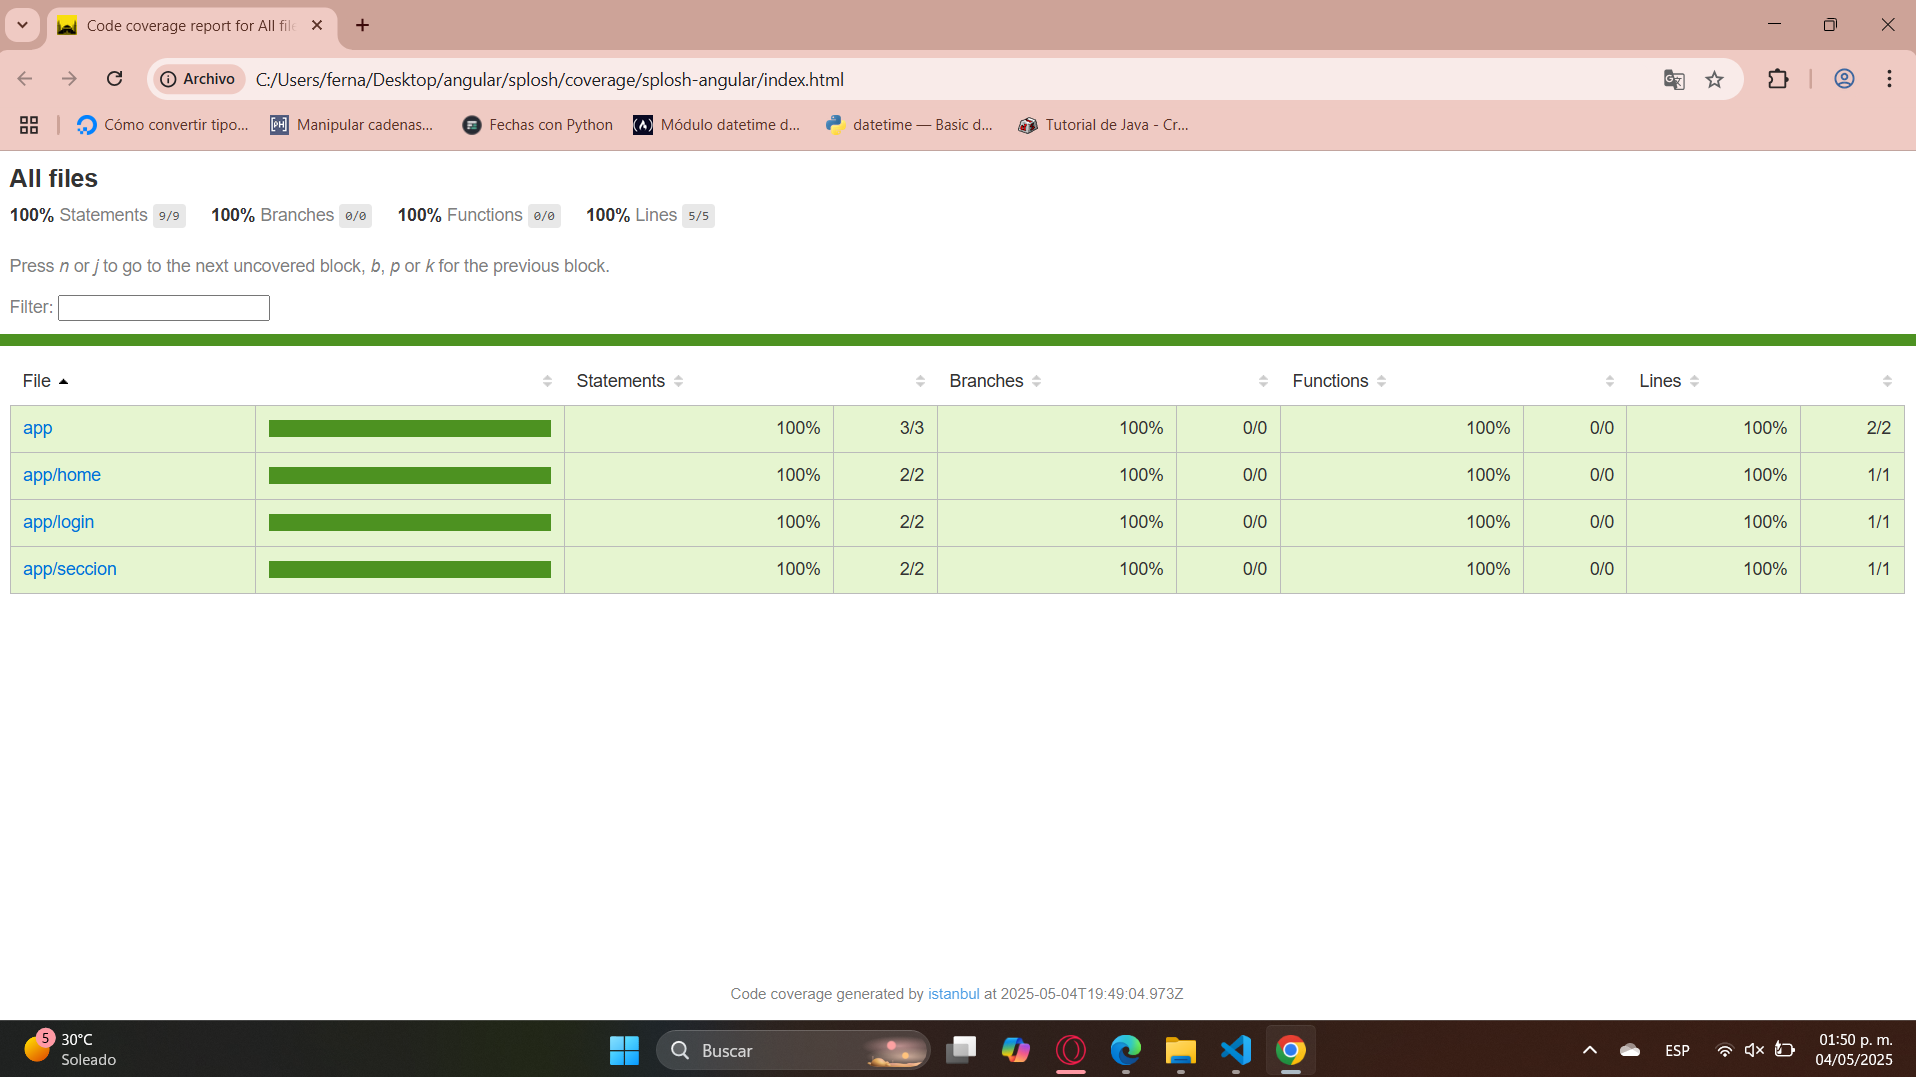 Code coverage report for All file
Archivo
C:/Users/ferna/Desktop/angular/splosh/coverage/splosh-angular/index.html
Cómo convertir tipo...
PH
Manipular cadenas...
Fechas con Python
Módulo datetime d...
datetime — Basic d...
Tutorial de Java - Cr...
All files
100% Statements 9/9 100% Branches 0/0 100% Functions 0/0 100% Lines 5/5
Press n or j to go to the next uncovered block, b, p or k for the previous block.
Filter:
File Statements Branches Functions Lines
app 100% 3/3 100% 0/0 100% 0/0 100% 2/2
app/home 100% 2/2 100% 0/0 100% 0/0 100% 1/1
app/login 100% 2/2 100% 0/0 100% 0/0 100% 1/1
app/seccion 100% 2/2 100% 0/0 100% 0/0 100% 1/1
Code coverage generated by istanbul at 2025-05-04T19:49:04.973Z
5
30°C
Soleado
Buscar
ESP
01:50 p. m.
04/05/2025